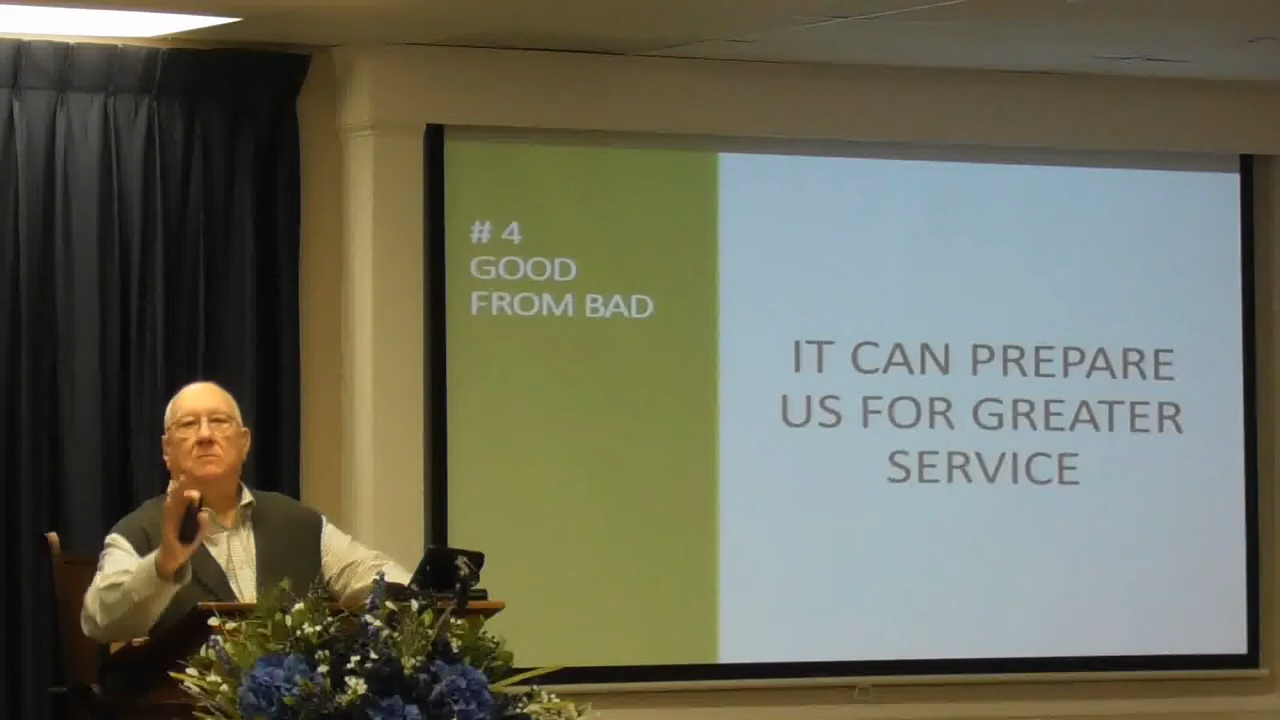 # 4
GOOD
FROM BAD
IT CAN PREPARE
US FOR GREATER
SERVICE